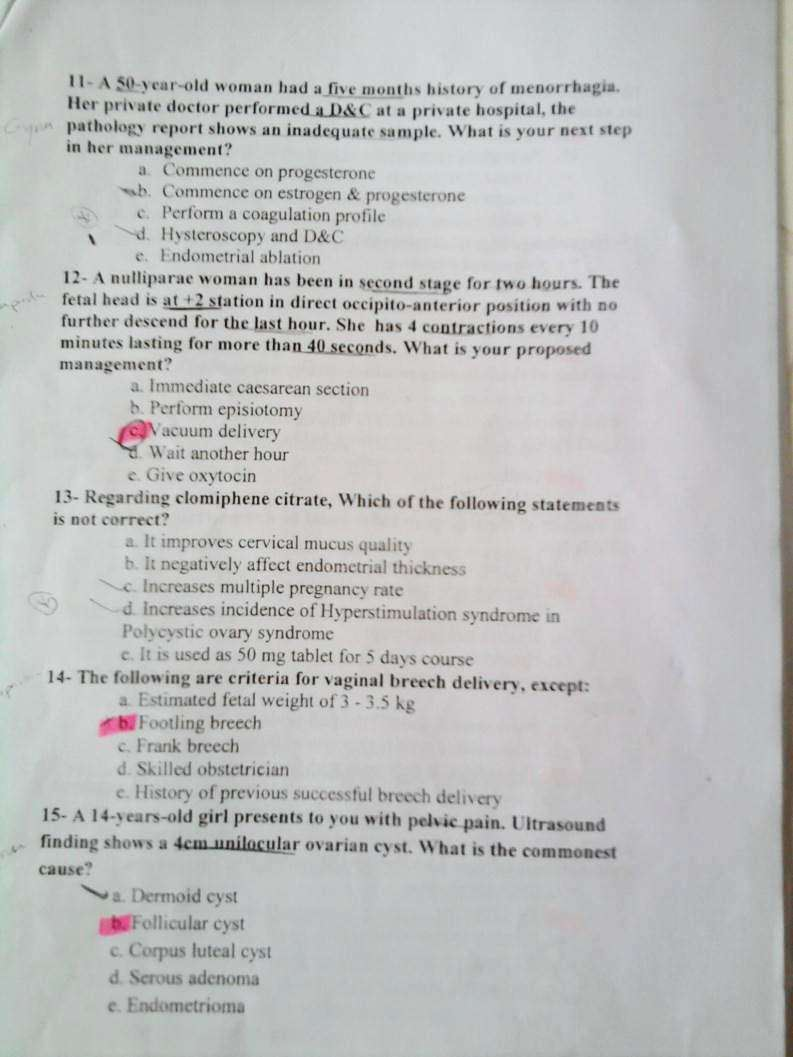 11- A 50-year-old woman had a five months history of menorrhagia.
Her private doctor performed a D&C at a private hospital, the
pathology report shows an inadequate sample. What is your next step
in her management?
a. Commence on progesterone
b. Commence on estrogen & progesterone
c. Perform a coagulation profile
d. Hysteroscopy and D&C
e. Endometrial ablation
12- A nulliparae woman has been in second stage for two hours. The
fetal head is at +2 station in direct occipito-anterior position with no
further descend for the last hour. She has 4 contractions every 10
minutes lasting for more than 40 seconds. What is your proposed
management?
a. Immediate caesarean section
b. Perform episiotomy
c. Vacuum delivery
d. Wait another hour
e. Give oxytocin
13- Regarding clomiphene citrate, Which of the following statements
is not correct?
a. It improves cervical mucus quality
b. It negatively affect endometrial thickness
c. Increases multiple pregnancy rate
d. Increases incidence of Hyperstimulation syndrome in
Polycystic ovary syndrome
e. It is used as 50 mg tablet for 5 days course
14- The following are criteria for vaginal breech delivery, except:
a. Estimated fetal weight of 3 - 3.5 kg
b. Footling breech
c. Frank breech
d. Skilled obstetrician
e. History of previous successful breech delivery
15- A 14-years-old girl presents to you with pelvic pain. Ultrasound
finding shows a 4cm unilocular ovarian cyst. What is the commonest
cause?
a. Dermoid cyst
b. Follicular cyst
c. Corpus luteal cyst
d. Serous adenoma
e. Endometrioma